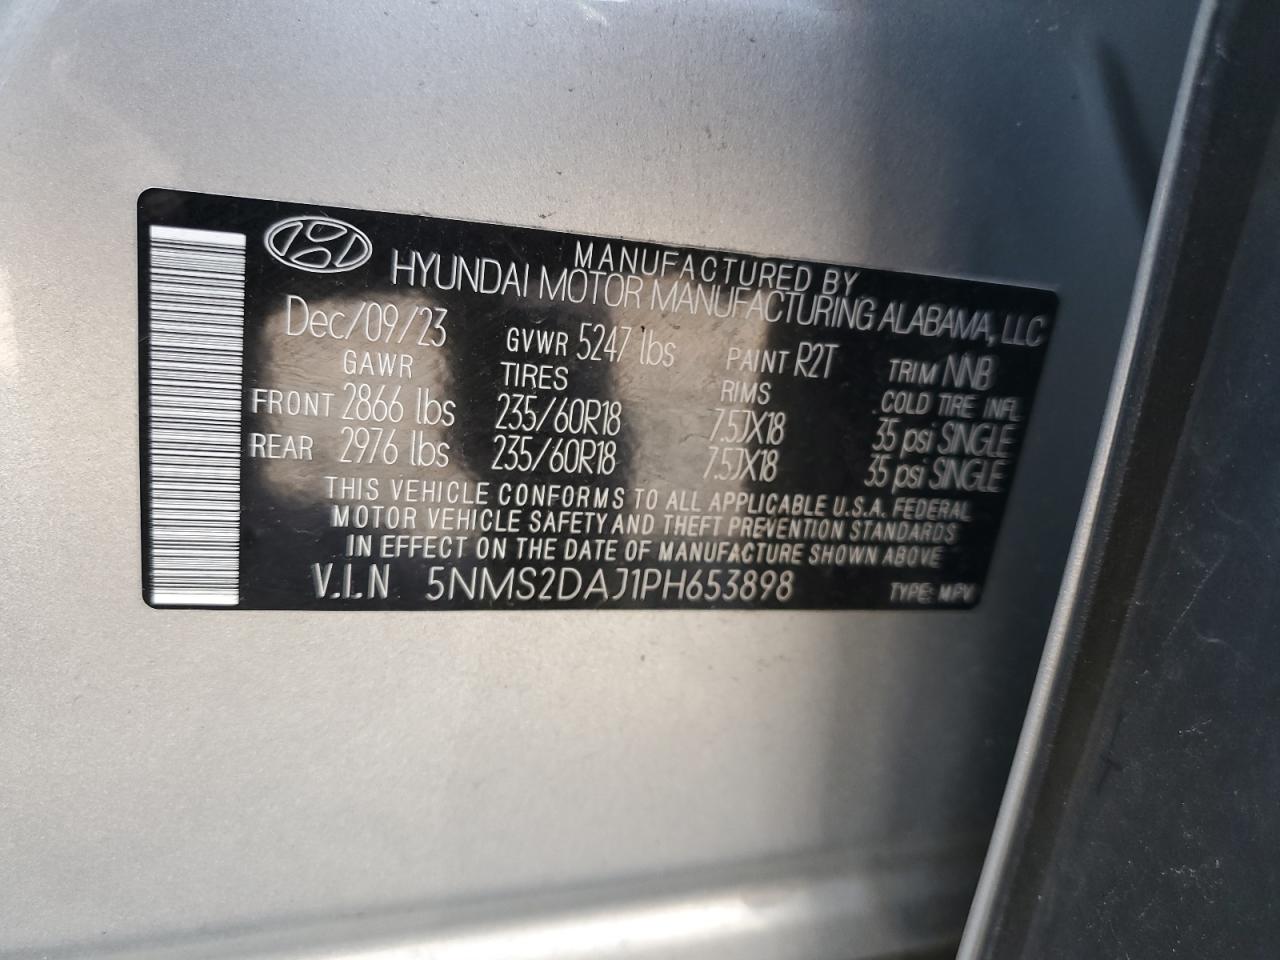 MANUFACTURED BY
HYUNDAI MOTOR MANUFACTURING ALABAMA, LLC
Dec/09/23 GVWR 5247 lbs PAINT R2T TRIM NNB
GAWR TIRES RIMS COLD TIRE INFL
FRONT 2866 lbs 235/60R18 7.5JX18 35 psi SINGLE
REAR 2976 lbs 235/60R18 7.5JX18 35 psi SINGLE
THIS VEHICLE CONFORMS TO ALL APPLICABLE U.S.A. FEDERAL
MOTOR VEHICLE SAFETY AND THEFT PREVENTION STANDARDS
IN EFFECT ON THE DATE OF MANUFACTURE SHOWN ABOVE
V.I.N 5NMS2DAJ1PH653898 TYPE: MPV